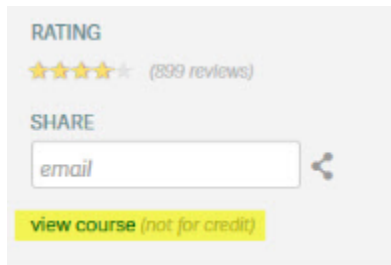 RATING
(899 reviews)
SHARE
email
view course (not for credit)